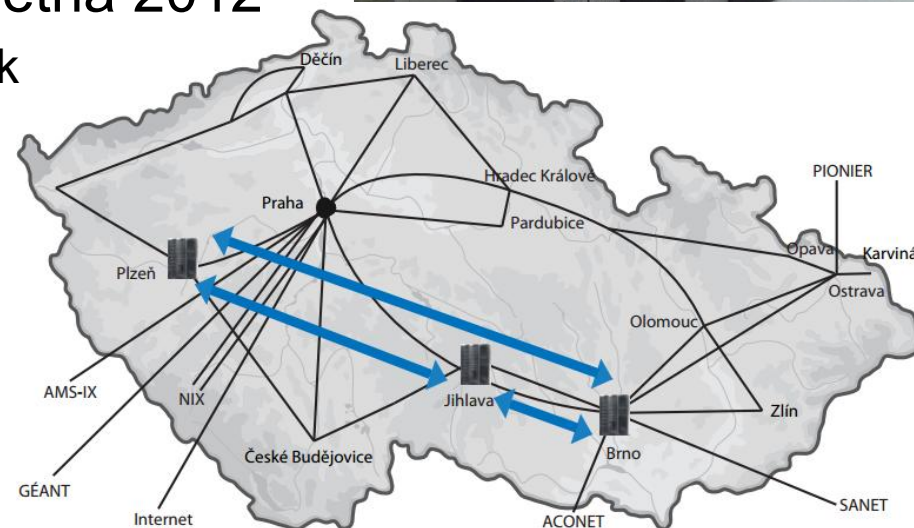 2012
k
Děčín
Liberec
Hradec Králové
PIONIER
Praha
Pardubice
Opava
Karviná
Plzeň
Ostrava
Olomouc
AMS-IX
NIX
Jihlava
Zlín
České Budějovice
Brno
GÉANT
Internet
ACONET
SANET